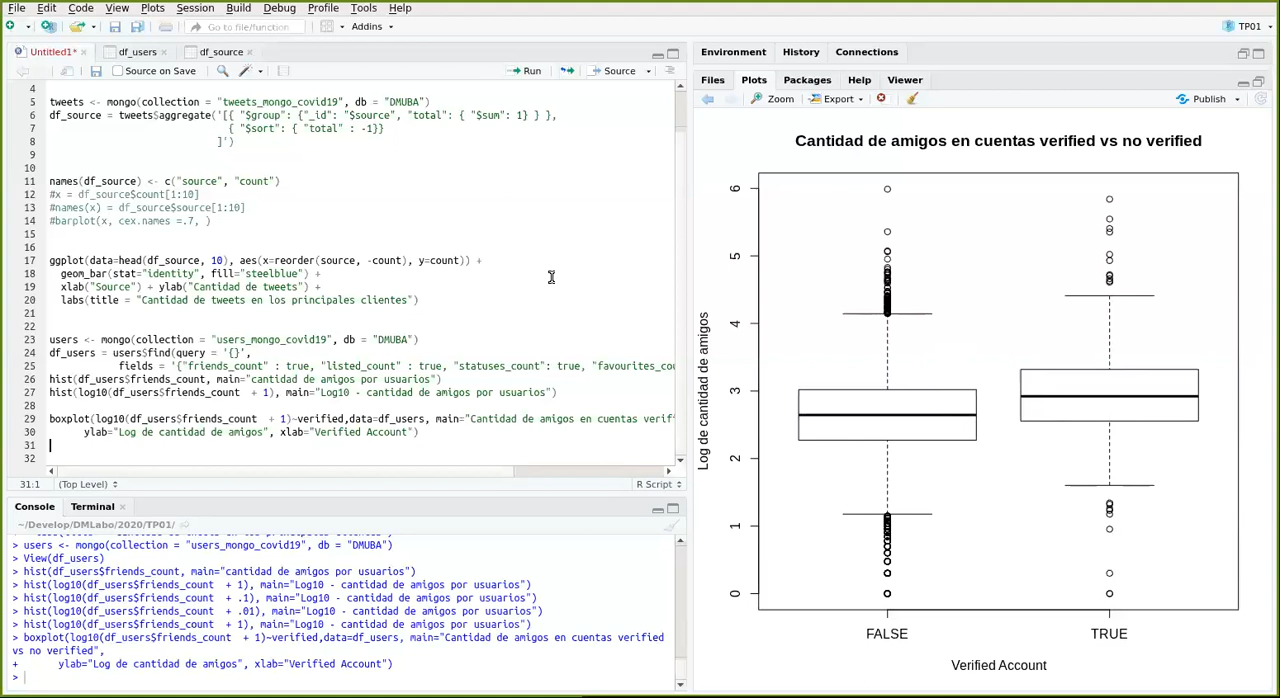 File Edit Code View Plots Session Build Debug Profile Tools Help
Go to file/function Addins TP01
Untitled1* df_users df_source
Source on Save Run Source
4
5 tweets <- mongo(collection = "tweets_mongo_covid19", db = "DMUBA")
6 df_source = tweets$aggregate('[{ "$group": {"_id": "$source", "total": { "$sum": 1} } },
7 { "$sort": { "total" : -1}}
8 ]')
9
10
11 names(df_source) <- c("source", "count")
12 #x = df_source$count[1:10]
13 #names(x) = df_source$source[1:10]
14 #barplot(x, cex.names =.7, )
15
16
17 ggplot(data=head(df_source, 10), aes(x=reorder(source, -count), y=count)) +
18 geom_bar(stat="identity", fill="steelblue") +
19 xlab("Source") + ylab("Cantidad de tweets") +
20 labs(title = "Cantidad de tweets en los principales clientes")
21
22
23 users <- mongo(collection = "users_mongo_covid19", db = "DMUBA")
24 df_users = users$find(query = '{}',
25 fields = '{"friends_count" : true, "listed_count" : true, "statuses_count": true, "favourites_cou
26 hist(df_users$friends_count, main="cantidad de amigos por usuarios")
27 hist(log10(df_users$friends_count + 1), main="Log10 - cantidad de amigos por usuarios")
28
29 boxplot(log10(df_users$friends_count + 1)~verified,data=df_users, main="Cantidad de amigos en cuentas verif
30 ylab="Log de cantidad de amigos", xlab="Verified Account")
31
32
31:1 (Top Level) R Script
Console Terminal
~/Develop/DMLabo/2020/TP01/
> users <- mongo(collection = "users_mongo_covid19", db = "DMUBA")
> View(df_users)
> hist(df_users$friends_count, main="cantidad de amigos por usuarios")
> hist(log10(df_users$friends_count + 1), main="Log10 - cantidad de amigos por usuarios")
> hist(log10(df_users$friends_count + .1), main="Log10 - cantidad de amigos por usuarios")
> hist(log10(df_users$friends_count + .01), main="Log10 - cantidad de amigos por usuarios")
> hist(log10(df_users$friends_count + 1), main="Log10 - cantidad de amigos por usuarios")
> boxplot(log10(df_users$friends_count + 1)~verified,data=df_users, main="Cantidad de amigos en cuentas verified
vs no verified",
+ ylab="Log de cantidad de amigos", xlab="Verified Account")
>
Environment History Connections
Files Plots Packages Help Viewer
Zoom Export Publish
Cantidad de amigos en cuentas verified vs no verified
Log de cantidad de amigos
6
5
4
3
2
1
0
FALSE TRUE
Verified Account